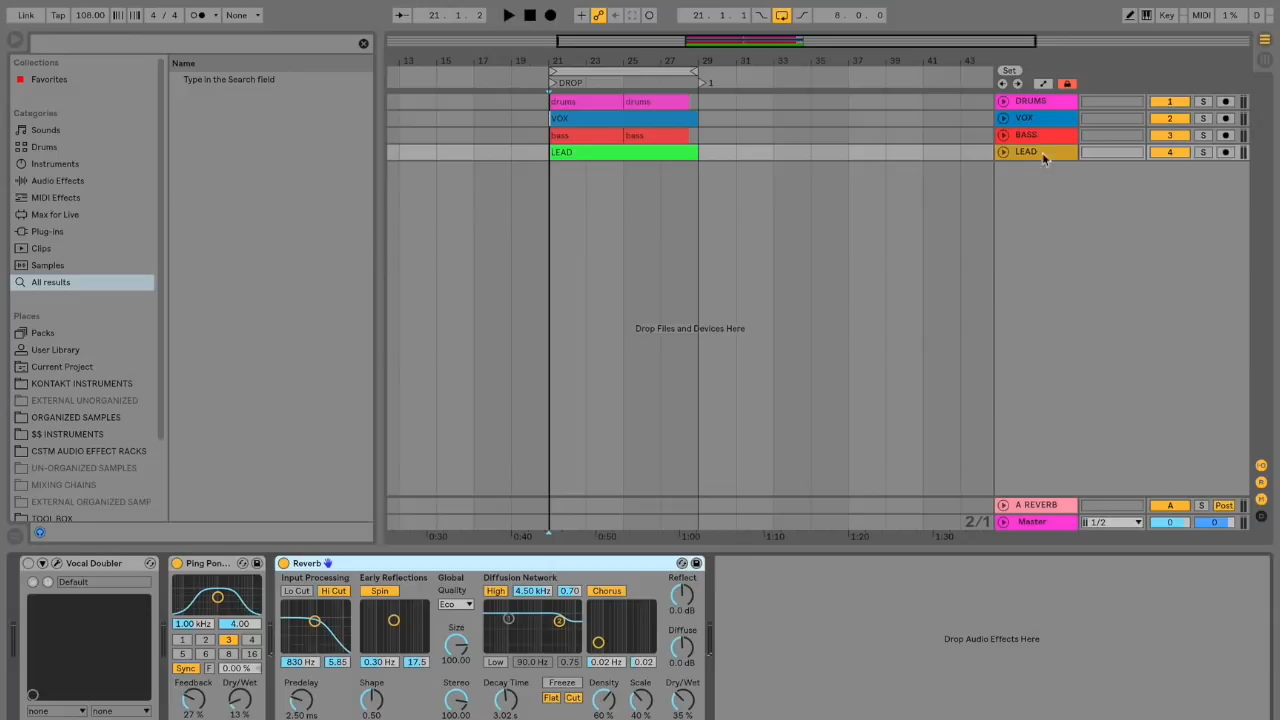 Link Tap 108.00 4 / 4 None 21. 1. 2 21. 1. 1 8. 0. 0 Key MIDI 1 % D
Collections
Favorites
Categories
Sounds
Drums
Instruments
Audio Effects
MIDI Effects
Max for Live
Plug-ins
Clips
Samples
All results
Places
Packs
User Library
Current Project
KONTAKT INSTRUMENTS
EXTERNAL UNORGANIZED
ORGANIZED SAMPLES
$$ INSTRUMENTS
CSTM AUDIO EFFECT RACKS
UN-ORGANIZED SAMPLES
MIXING CHAINS
EXTERNAL ORGANIZED SAMP
TOOL BOX
Name
Type in the Search field
13 15 17 19 21 23 25 27 29 31 33 35 37 39 41 43
Set
DROP 1
drums drums DRUMS 1 S
VOX VOX 2 S
bass bass BASS 3 S
LEAD LEAD 4 S
Drop Files and Devices Here
A REVERB A S Post
2/1 Master 1/2 0 0
0:30 0:40 0:50 1:00 1:10 1:20 1:30
Vocal Doubler
Default
none none
Ping Pon...
1.00 kHz 4.00
1 2 3 4
5 6 8 16
Sync F 0.00 %
Feedback Dry/Wet
27 % 13 %
Reverb
Input Processing Early Reflections Global Diffusion Network Reflect
Lo Cut Hi Cut Spin Quality High 4.50 kHz 0.70 Chorus
Eco 0.0 dB
Size Diffuse
100.00 0.0 dB
830 Hz 5.85 0.30 Hz 17.5 Low 90.0 Hz 0.75 0.02 Hz 0.02
Predelay Shape Stereo Decay Time Freeze Density Scale Dry/Wet
Flat Cut
2.50 ms 0.50 100.00 3.02 s 60 % 40 % 35 %
Drop Audio Effects Here